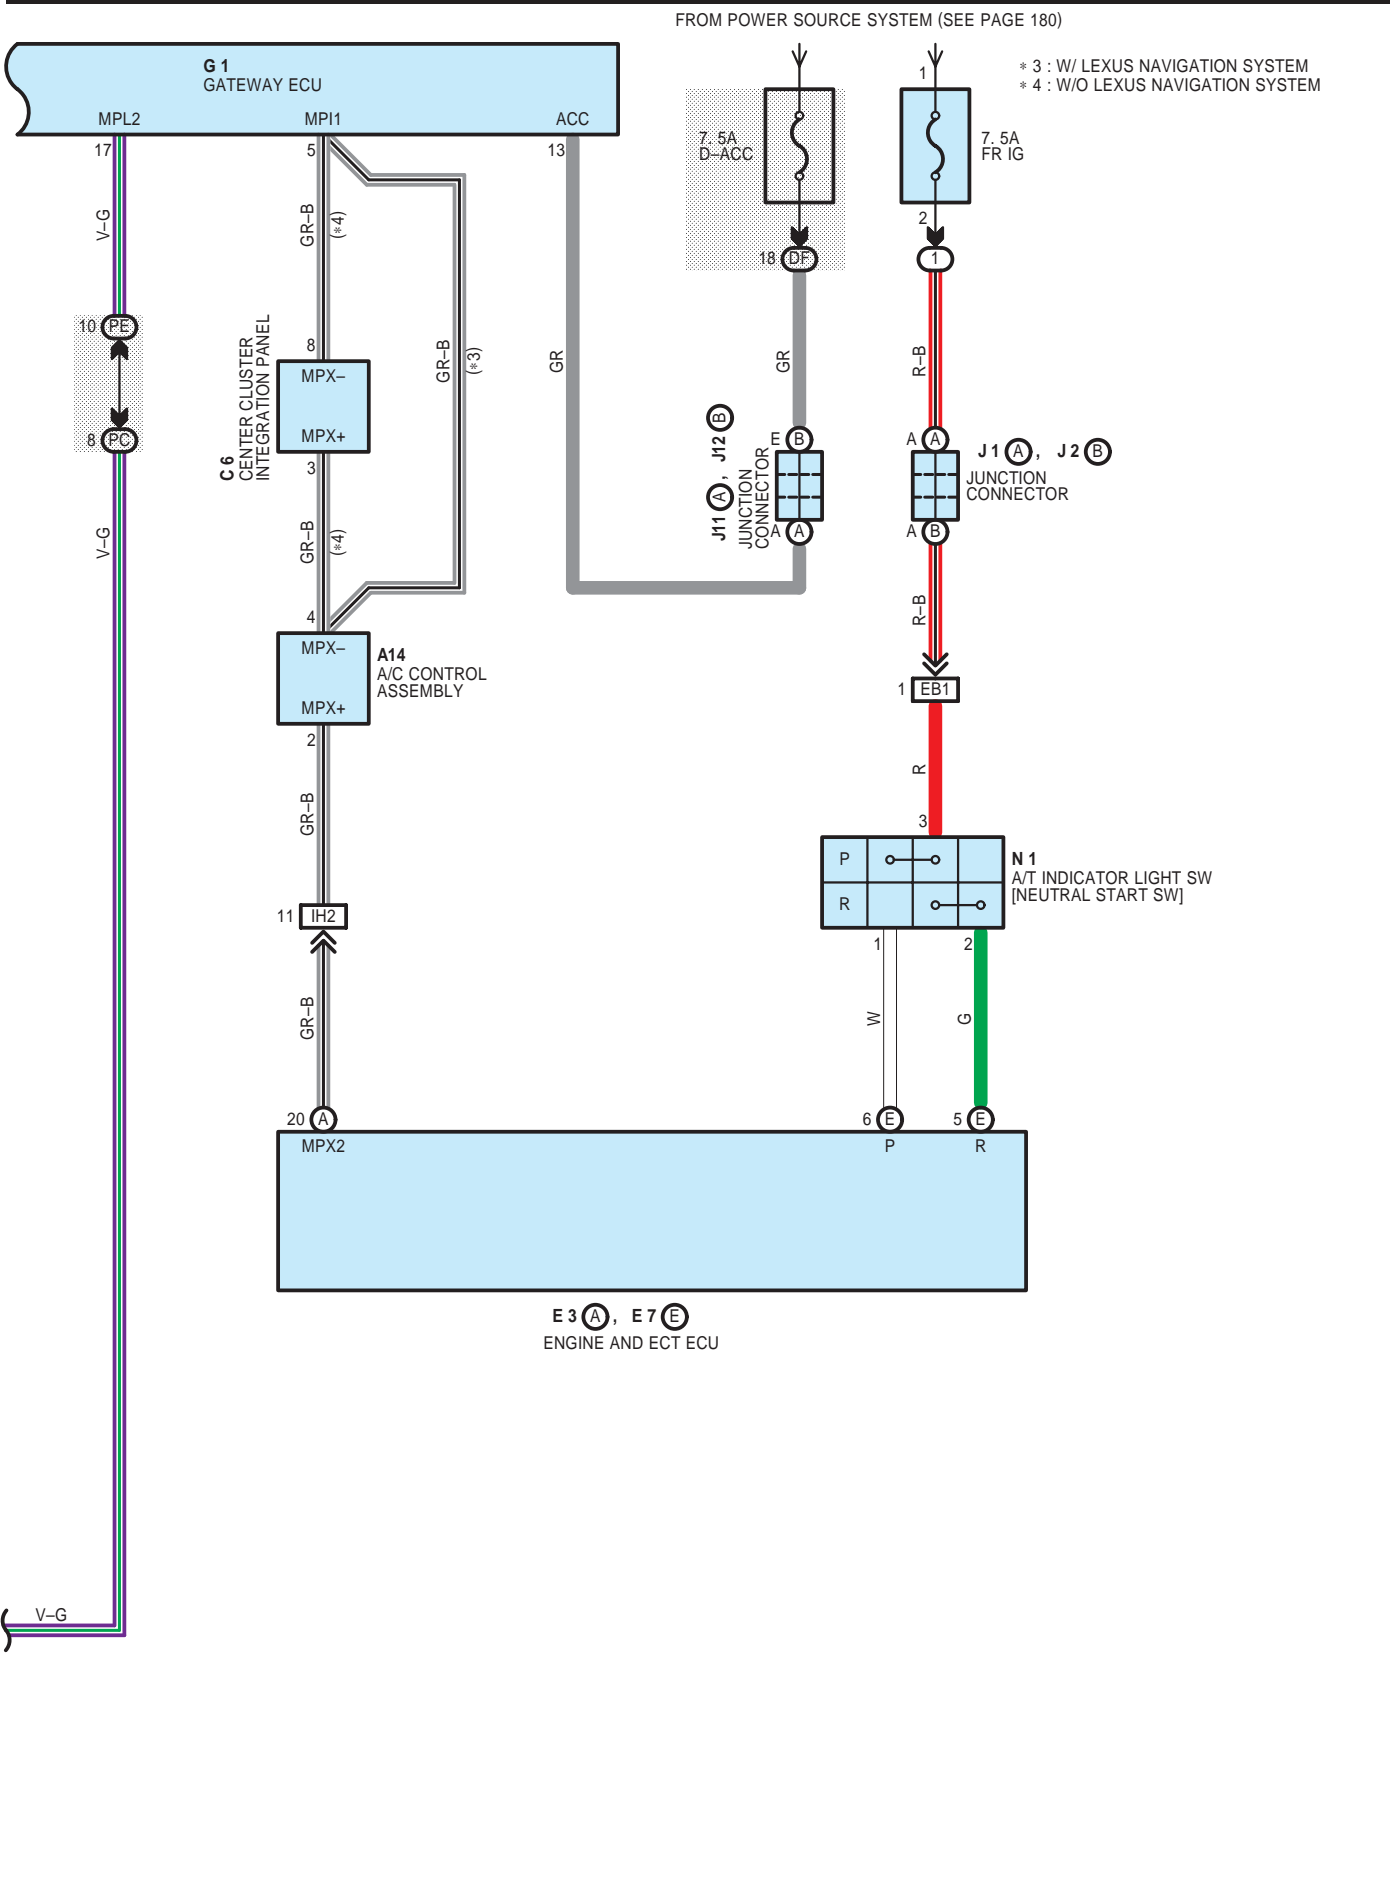 FROM POWER SOURCE SYSTEM (SEE PAGE 180)
∗ 3 : W/ LEXUS NAVIGATION SYSTEM
∗ 4 : W/O LEXUS NAVIGATION SYSTEM
G 1
GATEWAY ECU
MPL2
MPI1
ACC
17
5
13
1
7. 5A
D–ACC
7. 5A
FR IG
2
18 DF
1
V–G
GR–B
(∗4)
10 PE
8 PC
V–G
8
MPX–
MPX+
3
C 6
CENTER CLUSTER
INTEGRATION PANEL
GR–B
(∗3)
GR
GR
R–B
E B
A A
J11 A , J12 B
JUNCTION
CONNECTOR
A A
A B
J 1 A , J 2 B
JUNCTION
CONNECTOR
GR–B
(∗4)
4
MPX–
MPX+
2
A14
A/C CONTROL
ASSEMBLY
R–B
1 EB1
R
3
GR–B
P
R
N 1
A/T INDICATOR LIGHT SW
[NEUTRAL START SW]
11 IH2
1
2
GR–B
W
G
20 A
6 E
5 E
MPX2
P
R
E 3 A , E 7 E
ENGINE AND ECT ECU
V–G